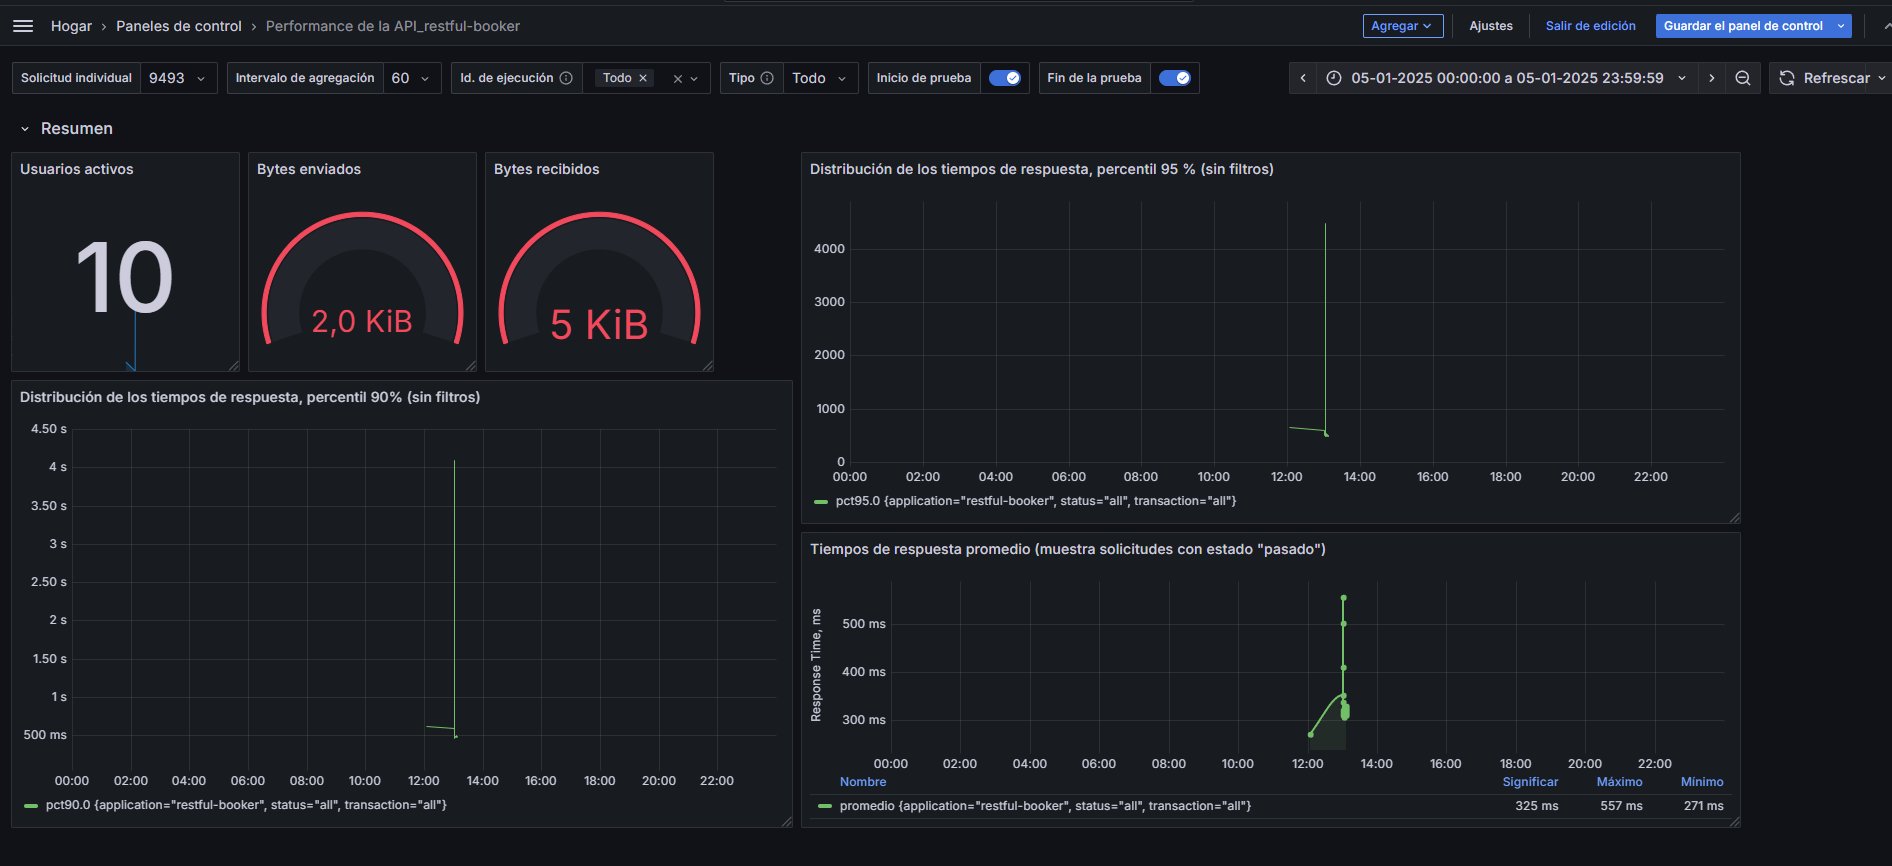 Hogar › Paneles de control › Performance de la API_restful-booker
Agregar Ajustes Salir de edición Guardar el panel de control
Solicitud individual 9493 Intervalo de agregación 60 Id. de ejecución Todo Tipo Todo Inicio de prueba Fin de la prueba 05-01-2025 00:00:00 a 05-01-2025 23:59:59 Refrescar
Resumen
Usuarios activos
10
Bytes enviados
2,0 KiB
Bytes recibidos
5 KiB
Distribución de los tiempos de respuesta, percentil 95 % (sin filtros)
4000
3000
2000
1000
0
00:00 02:00 04:00 06:00 08:00 10:00 12:00 14:00 16:00 18:00 20:00 22:00
pct95.0 {application="restful-booker", status="all", transaction="all"}
Distribución de los tiempos de respuesta, percentil 90% (sin filtros)
4.50 s
4 s
3.50 s
3 s
2.50 s
2 s
1.50 s
1 s
500 ms
00:00 02:00 04:00 06:00 08:00 10:00 12:00 14:00 16:00 18:00 20:00 22:00
pct90.0 {application="restful-booker", status="all", transaction="all"}
Tiempos de respuesta promedio (muestra solicitudes con estado "pasado")
Response Time, ms
500 ms
400 ms
300 ms
00:00 02:00 04:00 06:00 08:00 10:00 12:00 14:00 16:00 18:00 20:00 22:00
Nombre Significar Máximo Mínimo
promedio {application="restful-booker", status="all", transaction="all"} 325 ms 557 ms 271 ms